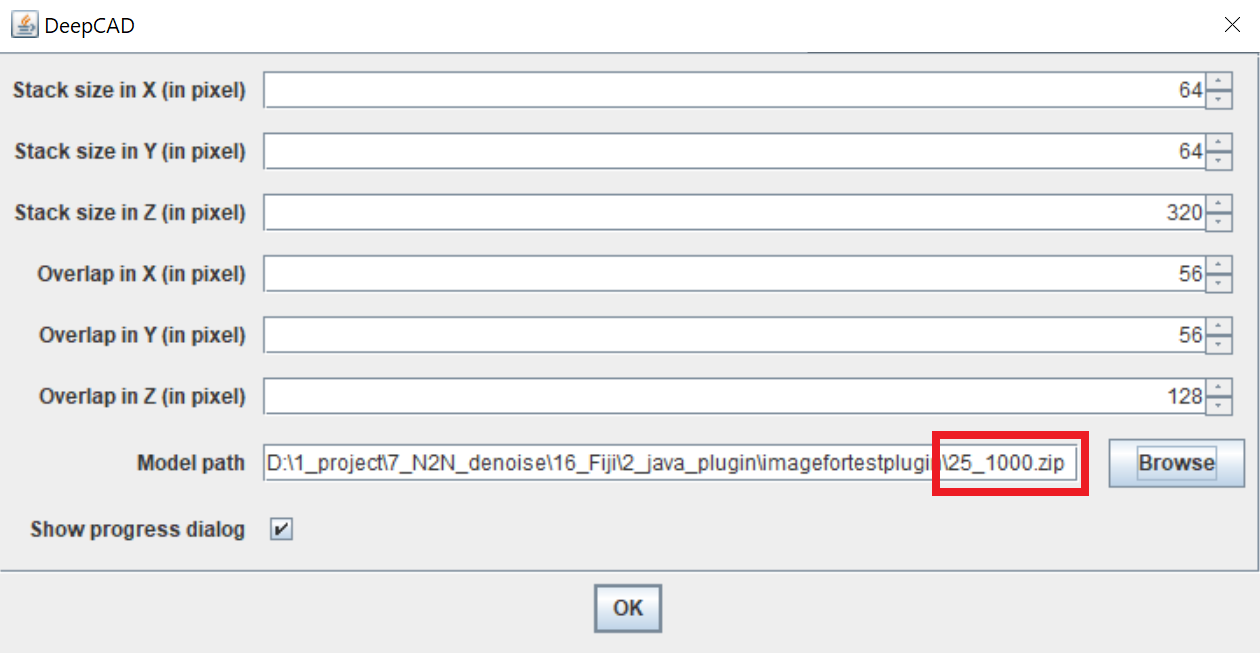 DeepCAD
Stack size in X (in pixel) 64
Stack size in Y (in pixel) 64
Stack size in Z (in pixel) 320
Overlap in X (in pixel) 56
Overlap in Y (in pixel) 56
Overlap in Z (in pixel) 128
Model path D:\1_project\7_N2N_denoise\16_Fiji\2_java_plugin\imagefortestplugin\25_1000.zip Browse
Show progress dialog
OK